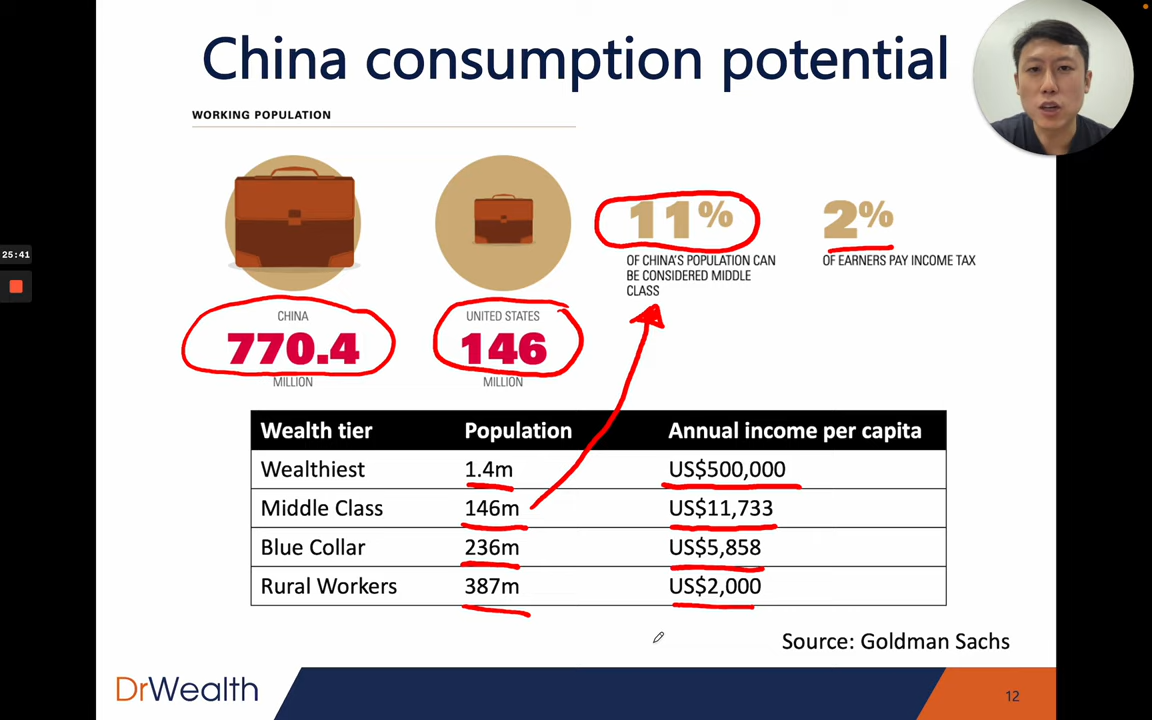 China consumption potential
WORKING POPULATION
11%
2%
OF CHINA'S POPULATION CAN
BE CONSIDERED MIDDLE
CLASS
OF EARNERS PAY INCOME TAX
25:41
CHINA
770.4
MILLION
UNITED STATES
146
MILLION
Wealth tier Population Annual income per capita
Wealthiest 1.4m US$500,000
Middle Class 146m US$11,733
Blue Collar 236m US$5,858
Rural Workers 387m US$2,000
Source: Goldman Sachs
DrWealth
12